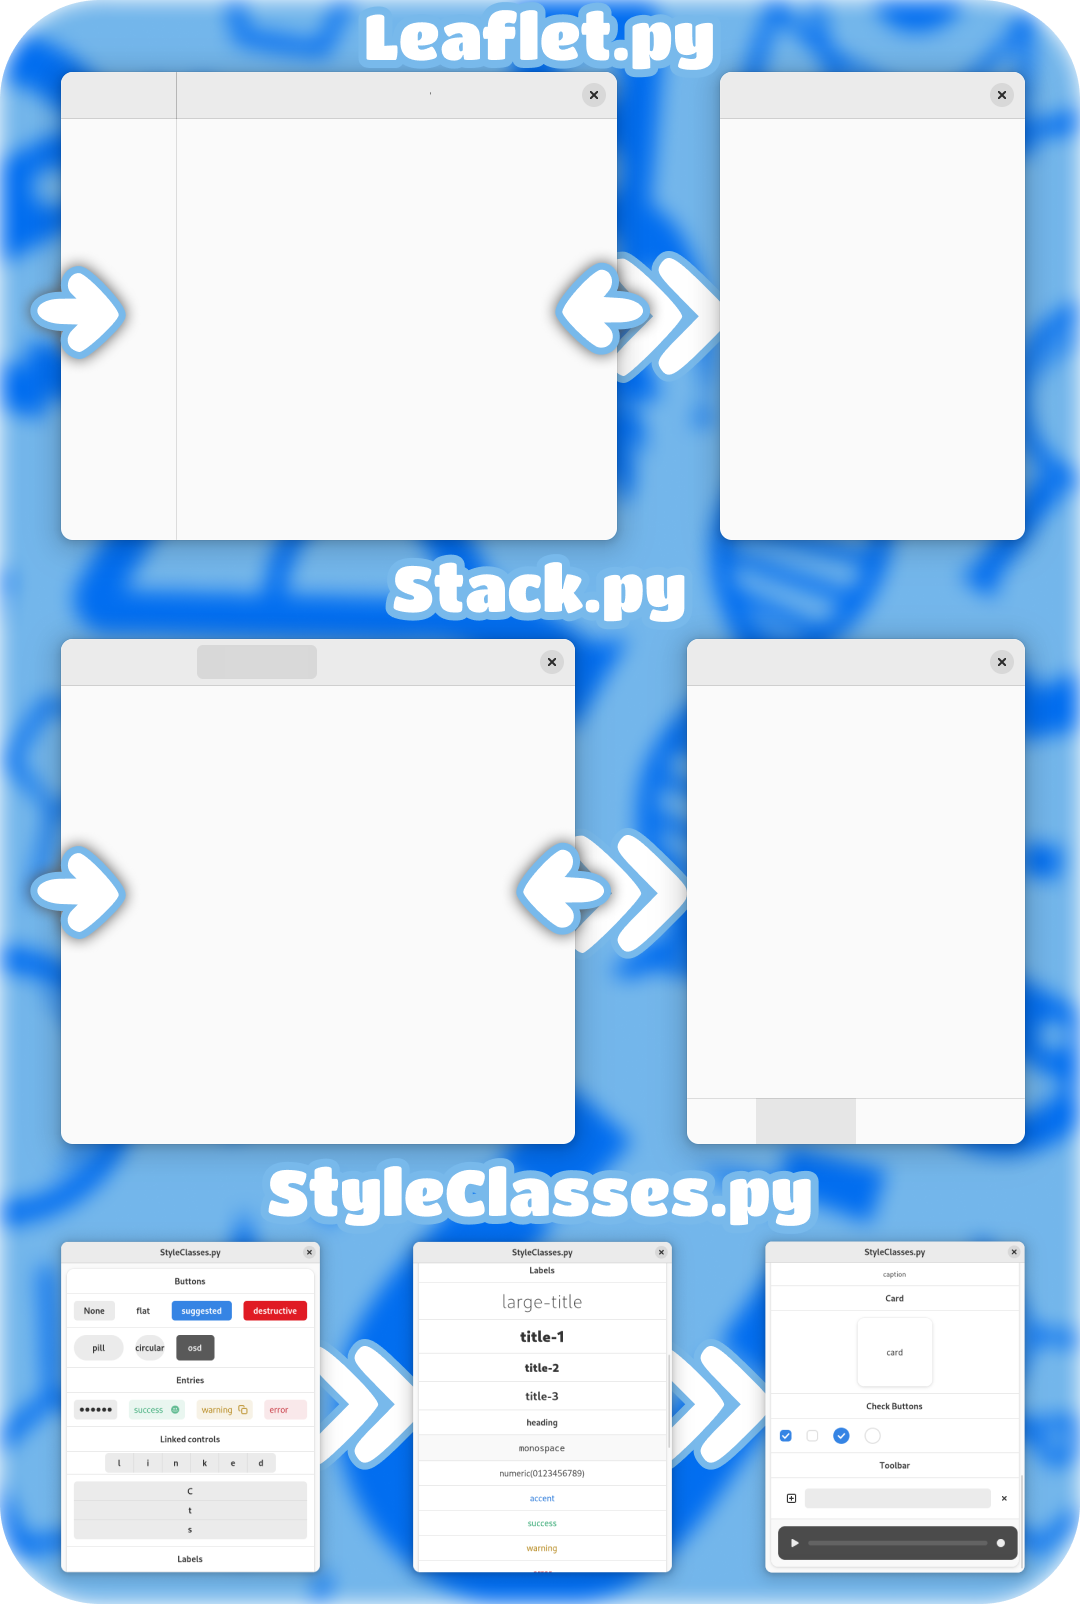 Leaflet.py
Stack.py
StyleClasses.py
StyleClasses.py
Buttons
None flat suggested destructive
pill circular osd
Entries
success warning error
Linked controls
l i n k e d
C
t
s
Labels
StyleClasses.py
Labels
large-title
title-1
title-2
title-3
heading
monospace
numeric(0123456789)
accent
success
warning
StyleClasses.py
caption
Card
card
Check Buttons
Toolbar